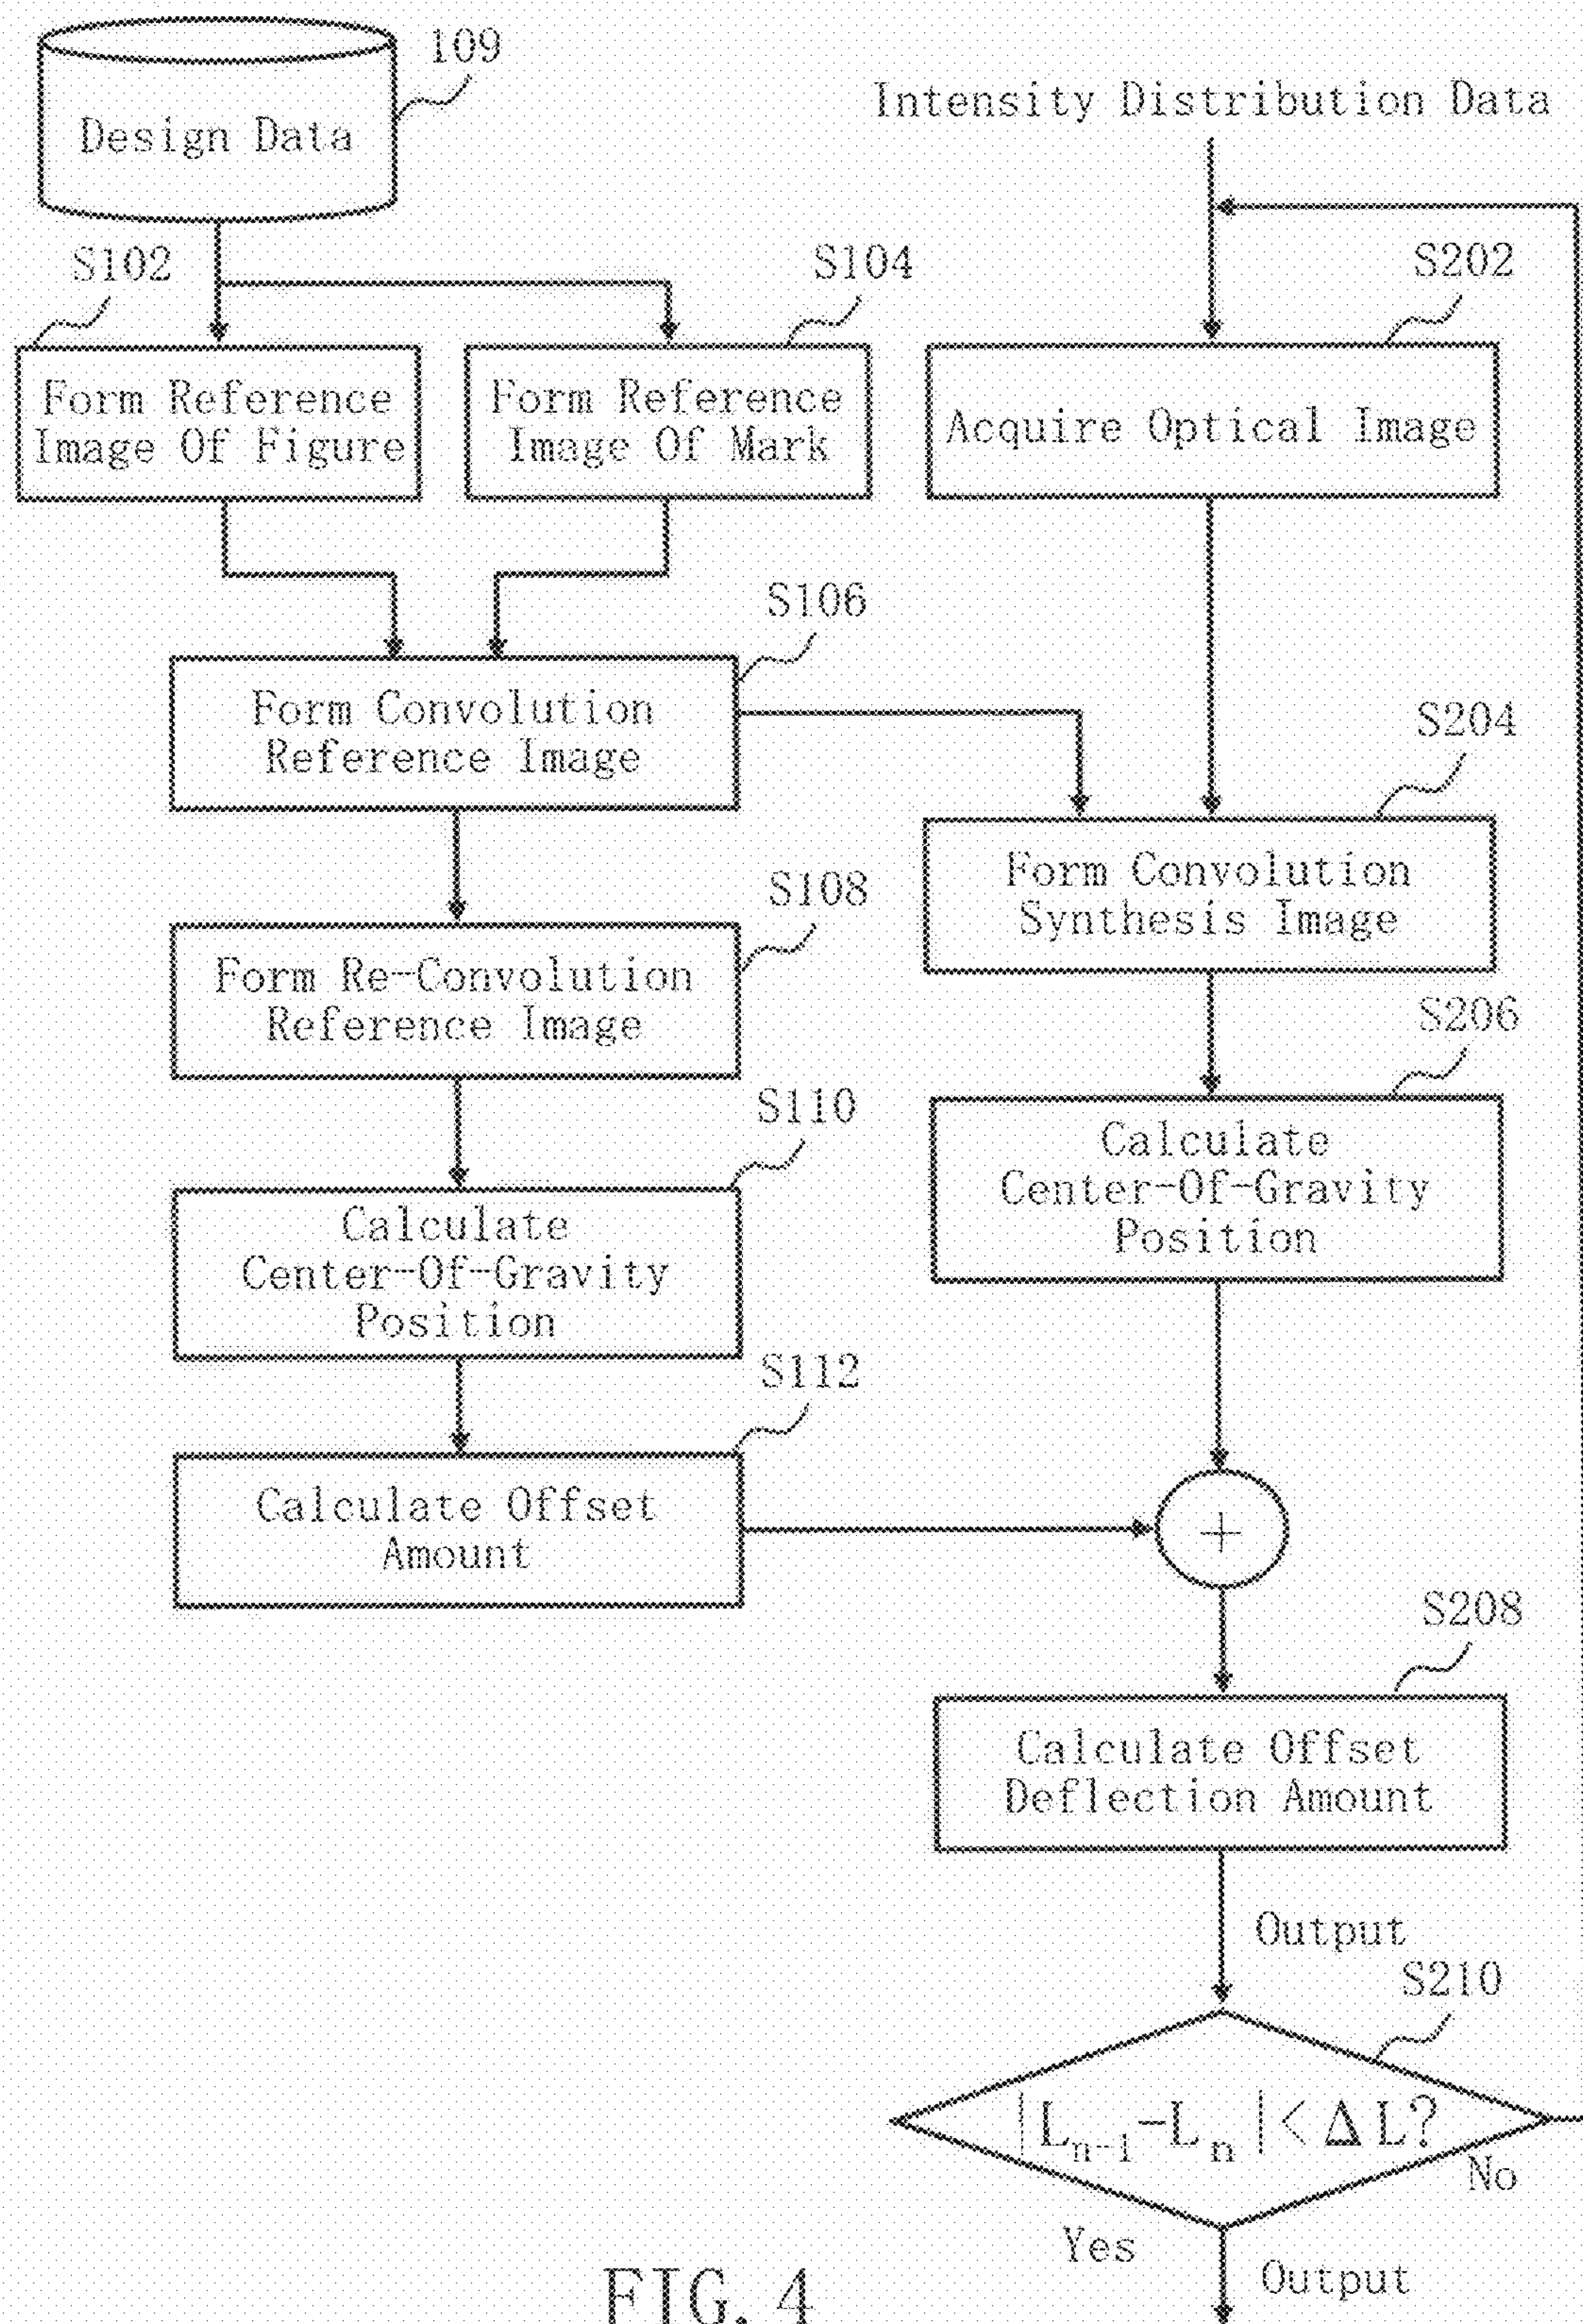 109
Design Data
Intensity Distribution Data
S102
S104
S202
Form Reference
Image Of Figure
Form Reference
Image Of Mark
Acquire Optical Image
S106
Form Convolution
Reference Image
S204
Form Convolution
Synthesis Image
S108
Form Re-Convolution
Reference Image
S206
Calculate
Center-Of-Gravity
Position
S110
Calculate
Center-Of-Gravity
Position
S112
Calculate Offset
Amount
+
S208
Calculate Offset
Deflection Amount
Output
S210
|Lₙ₋₁-Lₙ|<ΔL?
No
Yes
Output
FIG. 4